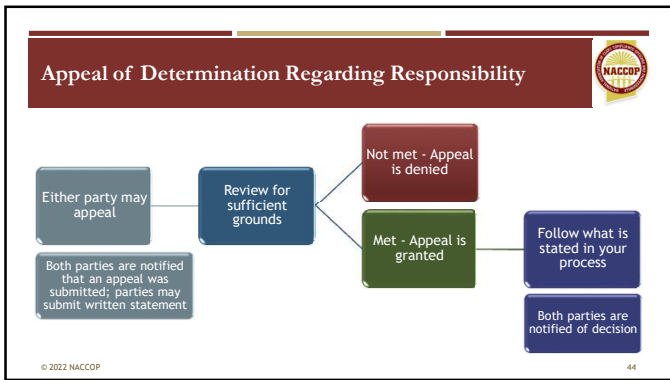 Appeal of Determination Regarding Responsibility
NACCOP
Either party may
appeal
Both parties are notified
that an appeal was
submitted; parties may
submit written statement
Review for
sufficient
grounds
Not met - Appeal
is denied
Met - Appeal is
granted
Follow what is
stated in your
process
Both parties are
notified of decision
© 2022 NACCOP
44